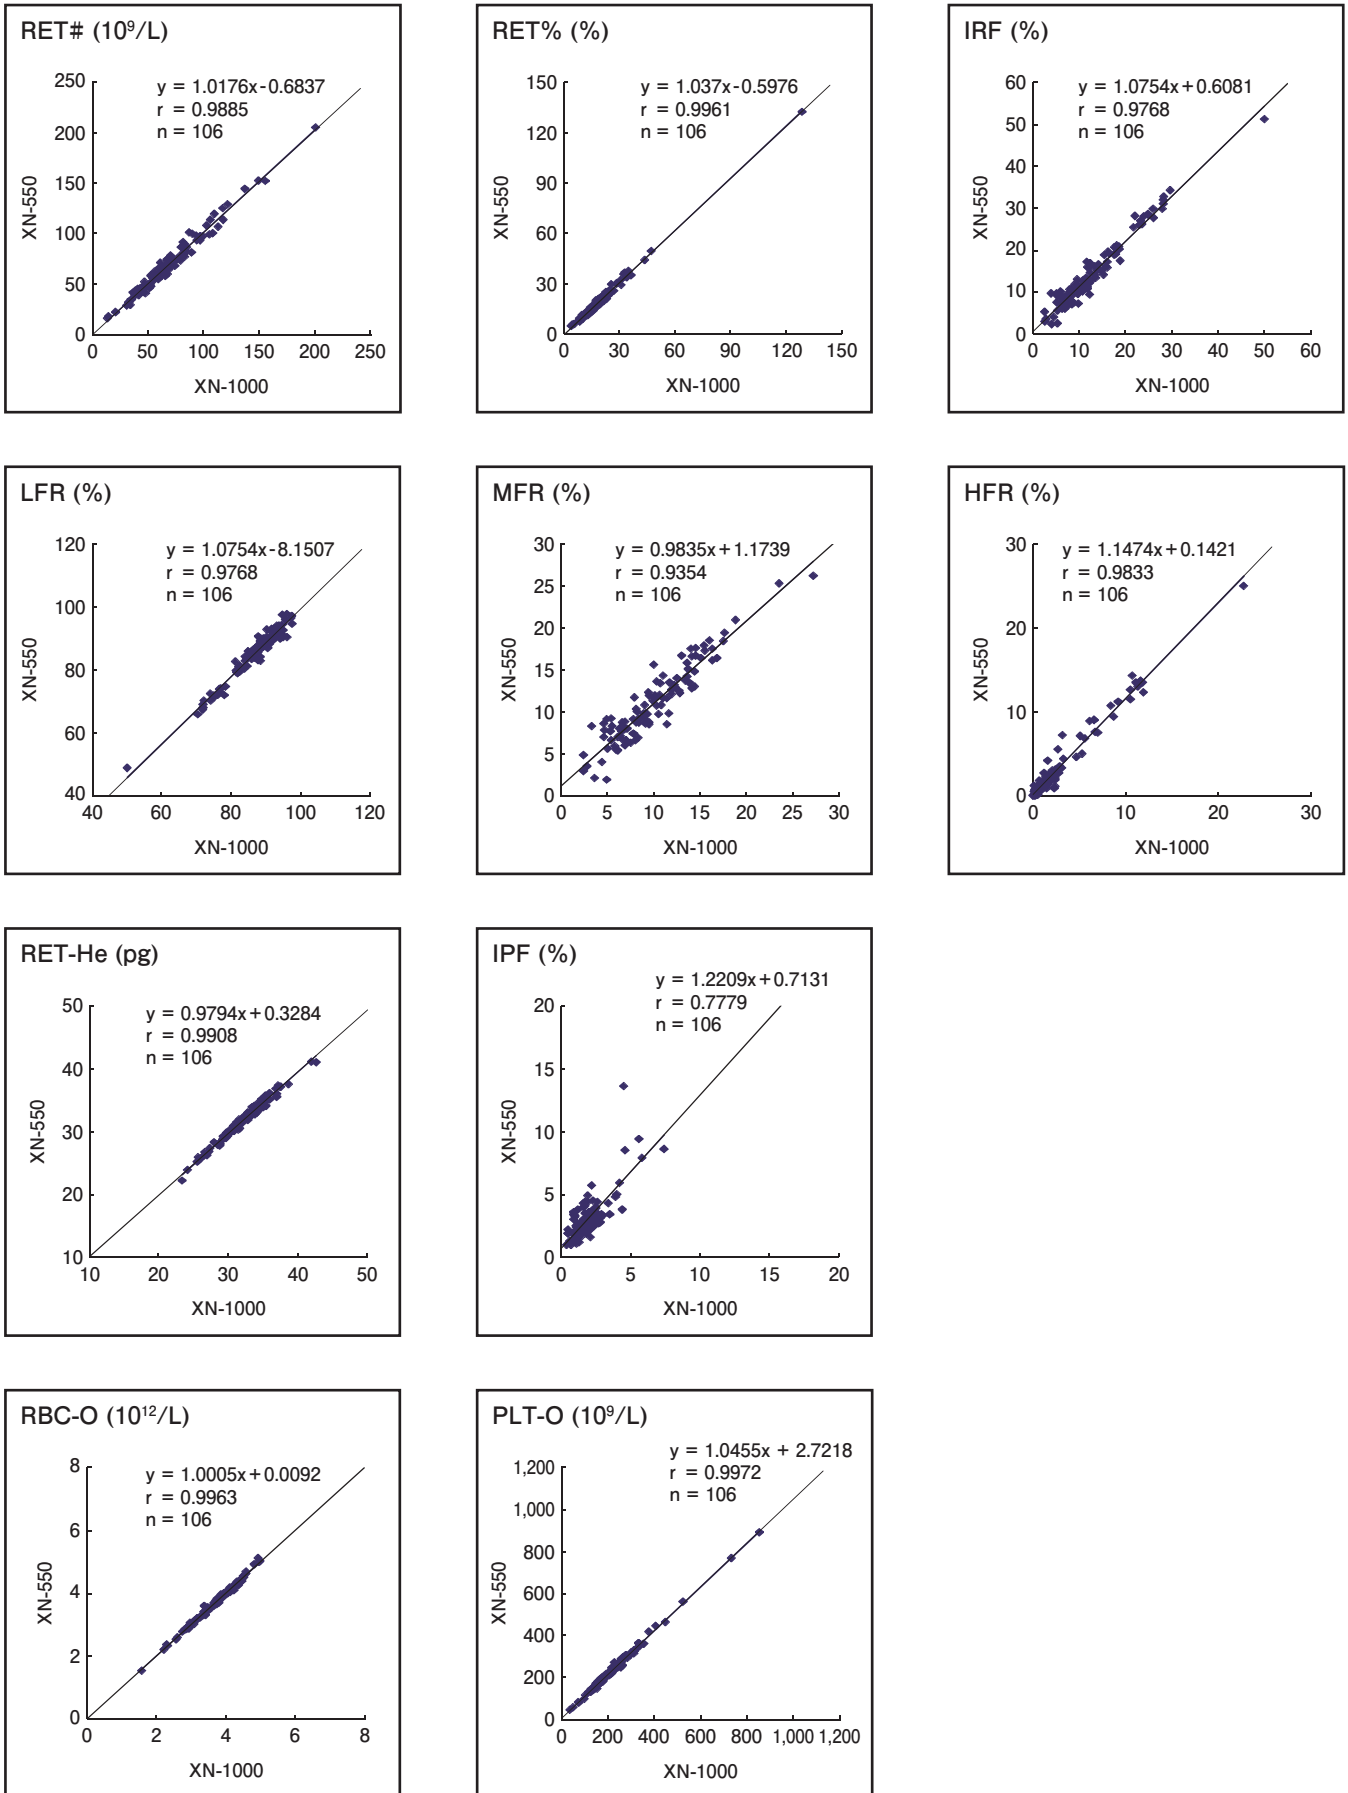 RET# (10⁹/L)
y = 1.0176x-0.6837
r = 0.9885
n = 106
250
200
150
100
50
0
XN-550
0 50 100 150 200 250
XN-1000
RET% (%)
y = 1.037x-0.5976
r = 0.9961
n = 106
150
120
90
60
30
0
XN-550
0 30 60 90 120 150
XN-1000
IRF (%)
y = 1.0754x+0.6081
r = 0.9768
n = 106
60
50
40
30
20
10
0
XN-550
0 10 20 30 40 50 60
XN-1000
LFR (%)
y = 1.0754x-8.1507
r = 0.9768
n = 106
120
100
80
60
40
XN-550
40 60 80 100 120
XN-1000
MFR (%)
y = 0.9835x+1.1739
r = 0.9354
n = 106
30
25
20
15
10
5
0
XN-550
0 5 10 15 20 25 30
XN-1000
HFR (%)
y = 1.1474x+0.1421
r = 0.9833
n = 106
30
20
10
0
XN-550
0 10 20 30
XN-1000
RET-He (pg)
y = 0.9794x+0.3284
r = 0.9908
n = 106
50
40
30
20
10
XN-550
10 20 30 40 50
XN-1000
IPF (%)
y = 1.2209x+0.7131
r = 0.7779
n = 106
20
15
10
5
0
XN-550
0 5 10 15 20
XN-1000
RBC-O (10¹²/L)
y = 1.0005x+0.0092
r = 0.9963
n = 106
8
6
4
2
0
XN-550
0 2 4 6 8
XN-1000
PLT-O (10⁹/L)
y = 1.0455x + 2.7218
r = 0.9972
n = 106
1,200
1,000
800
600
400
200
0
XN-550
0 200 400 600 800 1,000 1,200
XN-1000